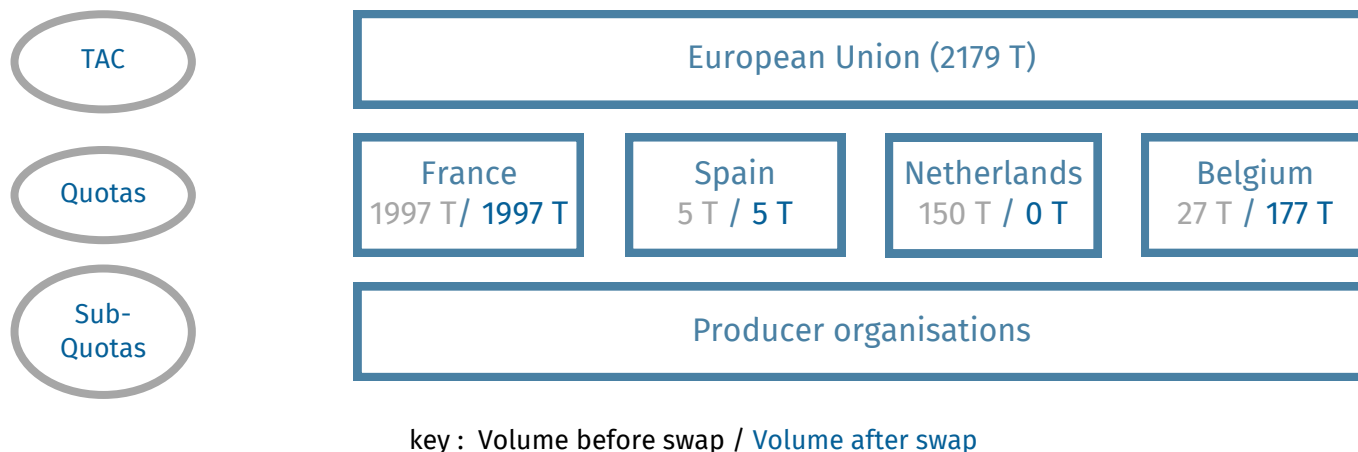 TAC
European Union (2179 T)
Quotas
France
1997 T/ 1997 T
Spain
5 T / 5 T
Netherlands
150 T / 0 T
Belgium
27 T / 177 T
Sub-
Quotas
Producer organisations
key : Volume before swap / Volume after swap